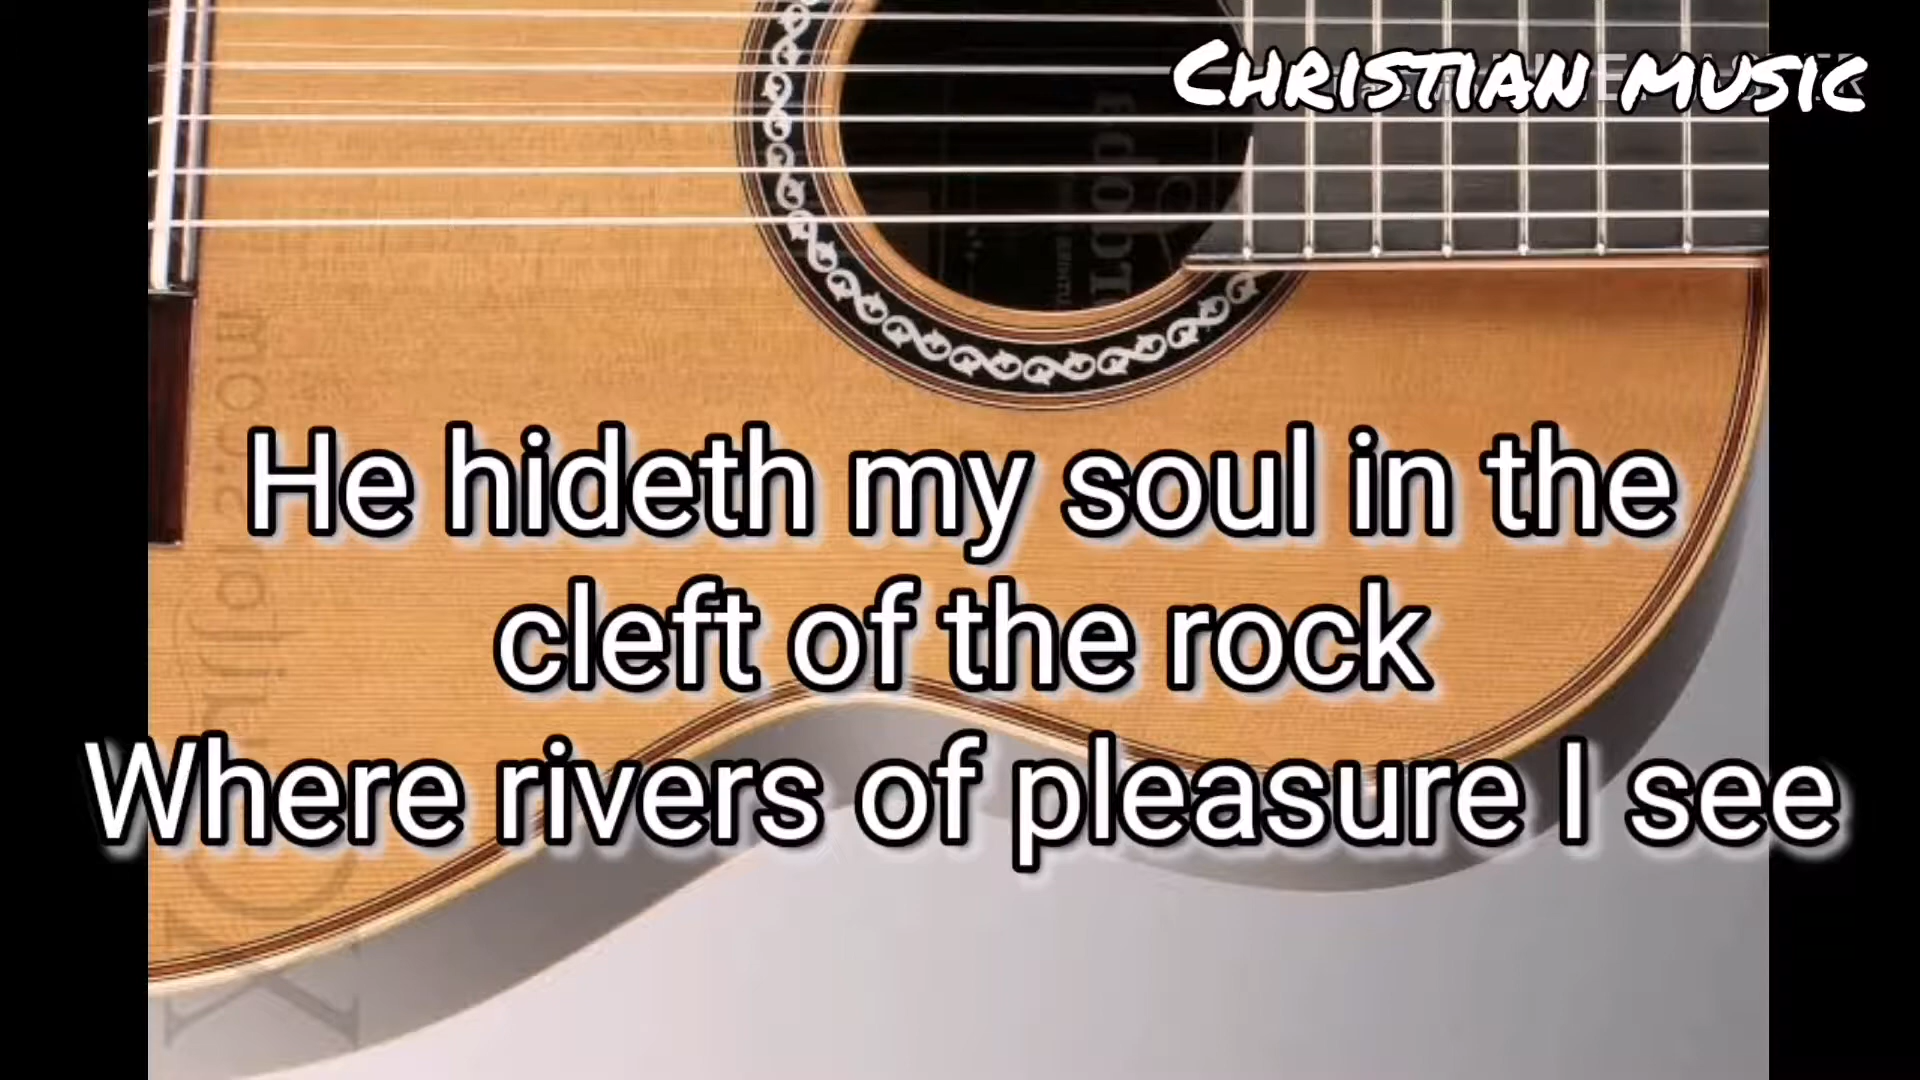 CHRISTIAN MUSIC
He hideth my soul in the
cleft of the rock
Where rivers of pleasure I see